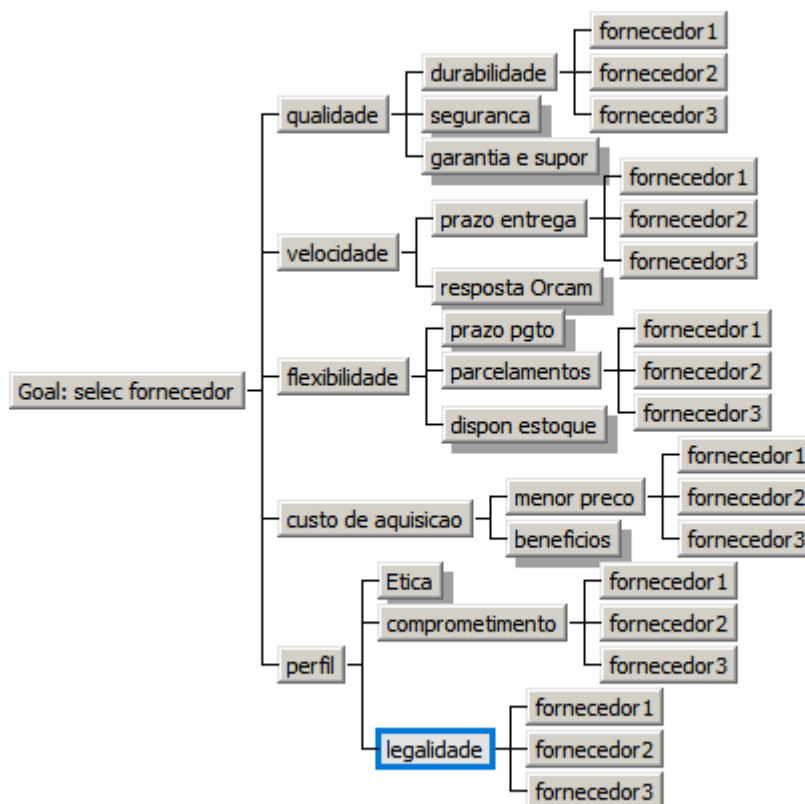 Goal: selec fornecedor
qualidade
durabilidade
fornecedor1
fornecedor2
fornecedor3
seguranca
garantia e supor
velocidade
prazo entrega
fornecedor1
fornecedor2
fornecedor3
resposta Orcam
flexibilidade
prazo pgto
parcelamentos
fornecedor1
fornecedor2
fornecedor3
dispon estoque
custo de aquisicao
menor preco
fornecedor1
fornecedor2
fornecedor3
beneficios
perfil
Etica
comprometimento
fornecedor1
fornecedor2
fornecedor3
legalidade
fornecedor1
fornecedor2
fornecedor3